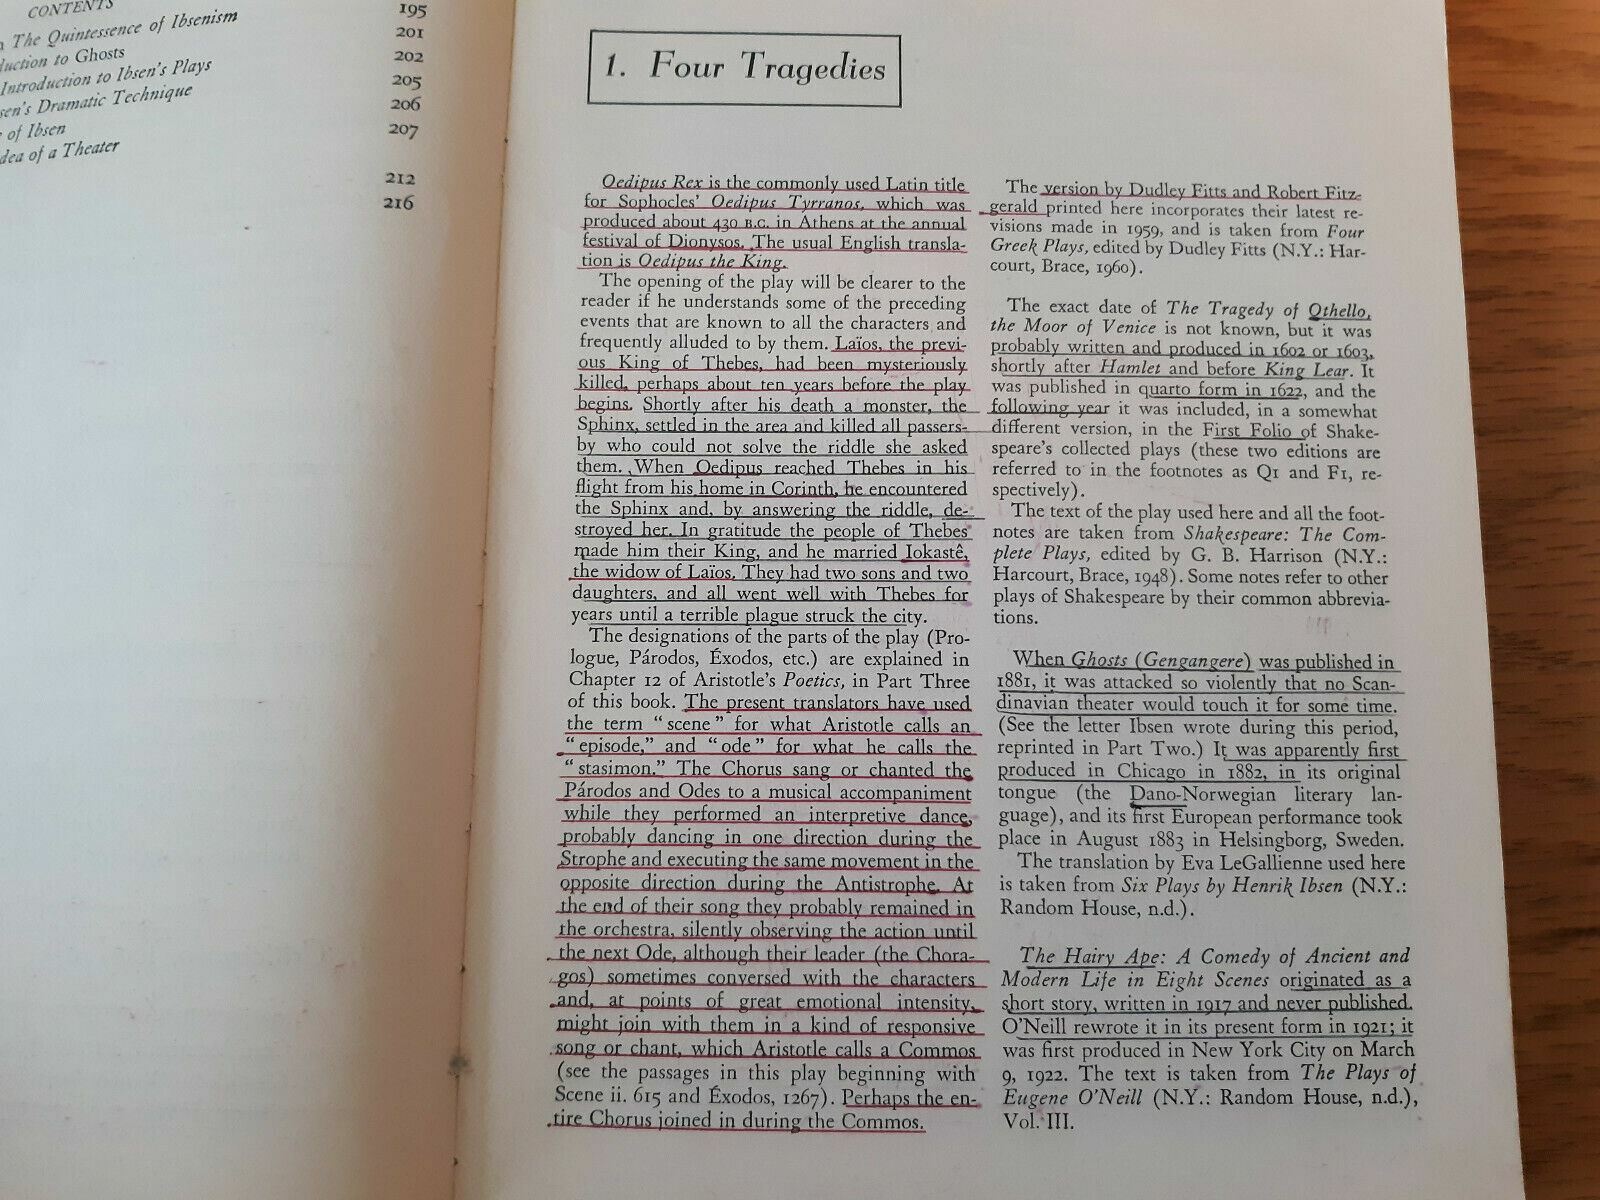 CONTENTS
195
The Quintessence of Ibsenism
201
to Ghosts
202
Introduction to Ibsen's Plays
205
Dramatic Technique
206
of Ibsen
207
of a Theater
212
216
1. Four Tragedies
Oedipus Rex is the commonly used Latin title
for Sophocles' Oedipus Tyrranos, which was
produced about 430 B.C. in Athens at the annual
festival of Dionysos. The usual English transla-
tion is Oedipus the King.
The opening of the play will be clearer to the
reader if he understands some of the preceding
events that are known to all the characters and
frequently alluded to by them. Laïos, the previ-
ous King of Thebes, had been mysteriously
killed, perhaps about ten years before the play
begins. Shortly after his death a monster, the
Sphinx, settled in the area and killed all passers-
by who could not solve the riddle she asked
them. When Oedipus reached Thebes in his
flight from his home in Corinth, he encountered
the Sphinx and, by answering the riddle, de-
stroyed her. In gratitude the people of Thebes
made him their King, and he married Iokastê,
the widow of Laïos. They had two sons and two
daughters, and all went well with Thebes for
years until a terrible plague struck the city.
The designations of the parts of the play (Pro-
logue, Párodos, Éxodos, etc.) are explained in
Chapter 12 of Aristotle's Poetics, in Part Three
of this book. The present translators have used
the term "scene" for what Aristotle calls an
"episode," and "ode" for what he calls the
"stasimon." The Chorus sang or chanted the
Párodos and Odes to a musical accompaniment
while they performed an interpretive dance,
probably dancing in one direction during the
Strophe and executing the same movement in the
opposite direction during the Antistrophe. At
the end of their song they probably remained in
the orchestra, silently observing the action until
the next Ode, although their leader (the Chora-
gos) sometimes conversed with the characters
and, at points of great emotional intensity,
might join with them in a kind of responsive
song or chant, which Aristotle calls a Commos
(see the passages in this play beginning with
Scene ii. 615 and Éxodos, 1267). Perhaps the en-
tire Chorus joined in during the Commos.
The version by Dudley Fitts and Robert Fitz-
gerald printed here incorporates their latest re-
visions made in 1959, and is taken from Four
Greek Plays, edited by Dudley Fitts (N.Y.: Har-
court, Brace, 1960).
The exact date of The Tragedy of Othello,
the Moor of Venice is not known, but it was
probably written and produced in 1602 or 1603,
shortly after Hamlet and before King Lear. It
was published in quarto form in 1622, and the
following year it was included, in a somewhat
different version, in the First Folio of Shake-
speare's collected plays (these two editions are
referred to in the footnotes as Q1 and F1, re-
spectively).
The text of the play used here and all the foot-
notes are taken from Shakespeare: The Com-
plete Plays, edited by G. B. Harrison (N.Y.:
Harcourt, Brace, 1948). Some notes refer to other
plays of Shakespeare by their common abbrevia-
tions.
When Ghosts (Gengangere) was published in
1881, it was attacked so violently that no Scan-
dinavian theater would touch it for some time.
(See the letter Ibsen wrote during this period,
reprinted in Part Two.) It was apparently first
produced in Chicago in 1882, in its original
tongue (the Dano-Norwegian literary lan-
guage), and its first European performance took
place in August 1883 in Helsingborg, Sweden.
The translation by Eva LeGallienne used here
is taken from Six Plays by Henrik Ibsen (N.Y.:
Random House, n.d.).
The Hairy Ape: A Comedy of Ancient and
Modern Life in Eight Scenes originated as a
short story, written in 1917 and never published.
O'Neill rewrote it in its present form in 1921; it
was first produced in New York City on March
9, 1922. The text is taken from The Plays of
Eugene O'Neill (N.Y.: Random House, n.d.),
Vol. III.